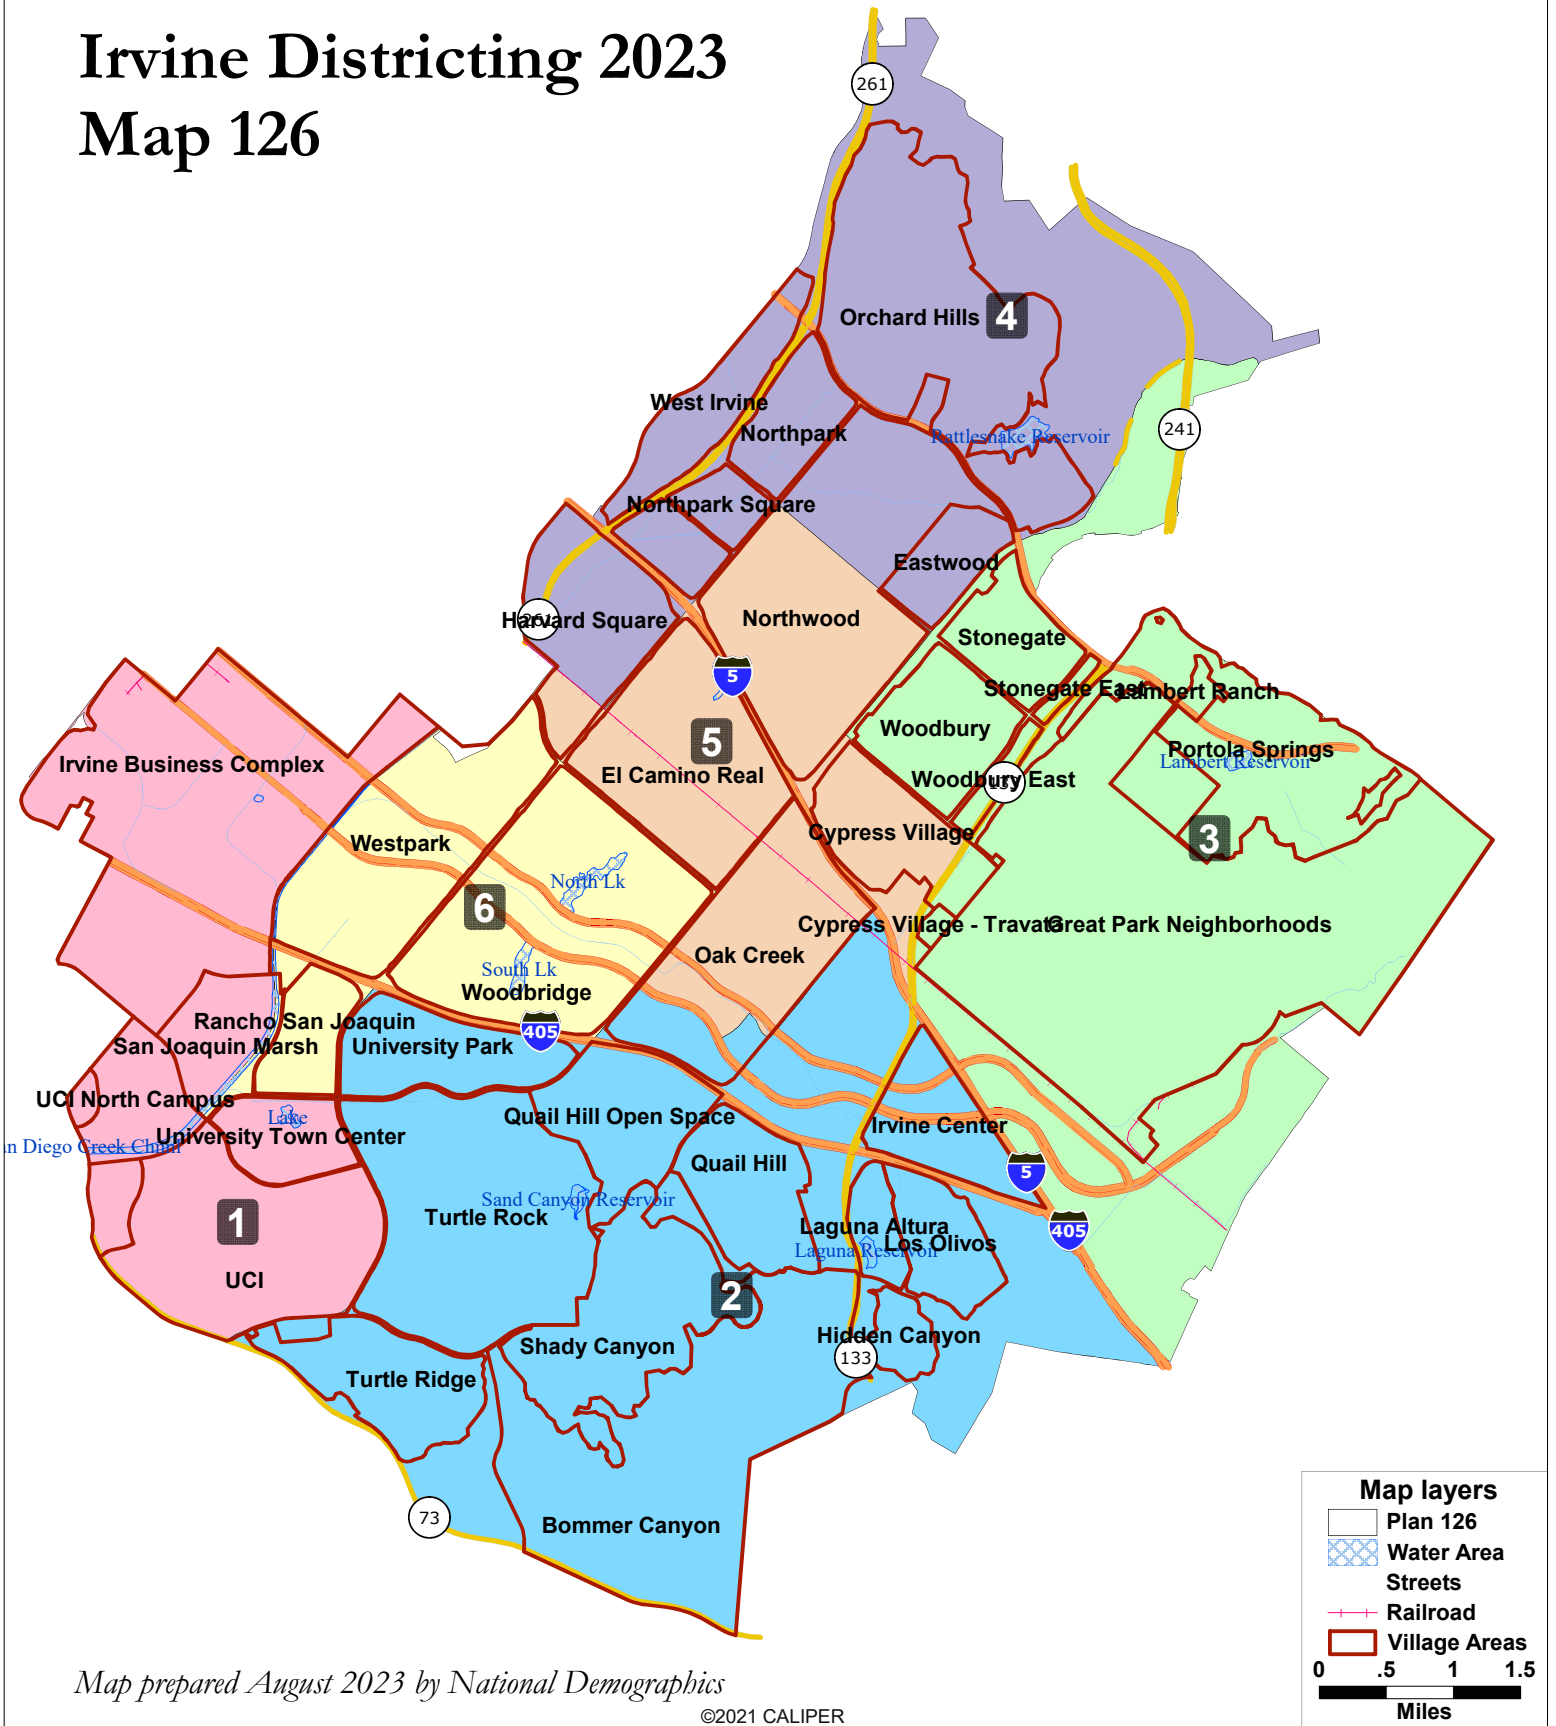 Irvine Districting 2023
Map 126
261
Orchard Hills
4
West Irvine
Northpark
Rattlesnake Reservoir
241
Northpark Square
Eastwood
261
Harvard Square
Northwood
Stonegate
5
Stonegate East
Lambert Ranch
Woodbury
5
Portola Springs
Lambert Reservoir
Irvine Business Complex
El Camino Real
Woodbury East
133
Westpark
Cypress Village
3
North Lk
6
Cypress Village - Travata
Great Park Neighborhoods
Oak Creek
South Lk
Woodbridge
Rancho San Joaquin
405
San Joaquin Marsh
University Park
UCI North Campus
Lake
Quail Hill Open Space
Irvine Center
University Town Center
an Diego Creek Chnnl
Quail Hill
5
Sand Canyon Reservoir
1
Turtle Rock
Laguna Altura
405
Los Olivos
Laguna Reservoir
UCI
2
Hidden Canyon
Shady Canyon
133
Turtle Ridge
73
Bommer Canyon
Map layers
Plan 126
Water Area
Streets
Railroad
Village Areas
0 .5 1 1.5
Miles
Map prepared August 2023 by National Demographics
©2021 CALIPER